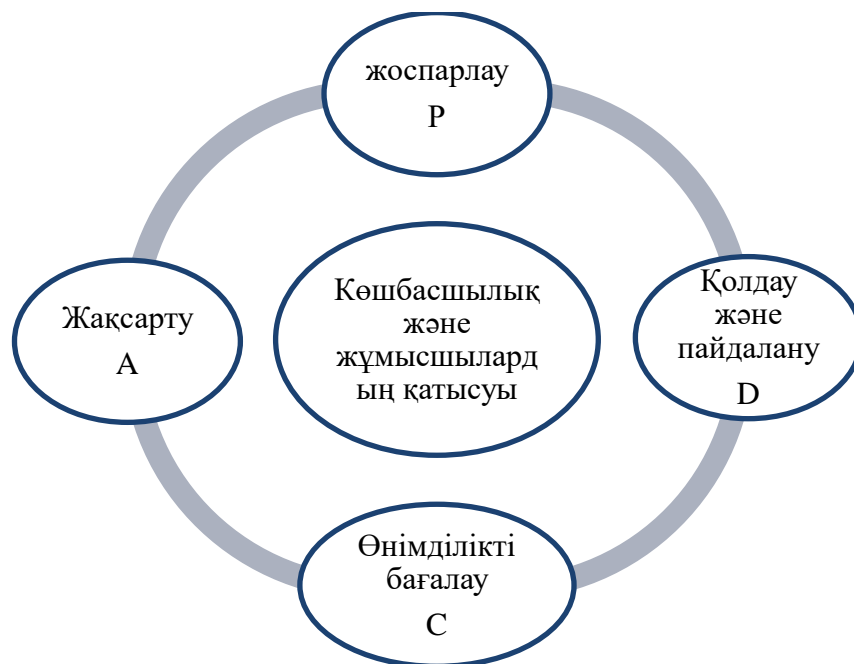 жоспарлау
P
Көшбасшылық
және
жұмысшылард
ың қатысуы
Қолдау
және
пайдалану
D
Жақсарту
A
Өнімділікті
бағалау
C